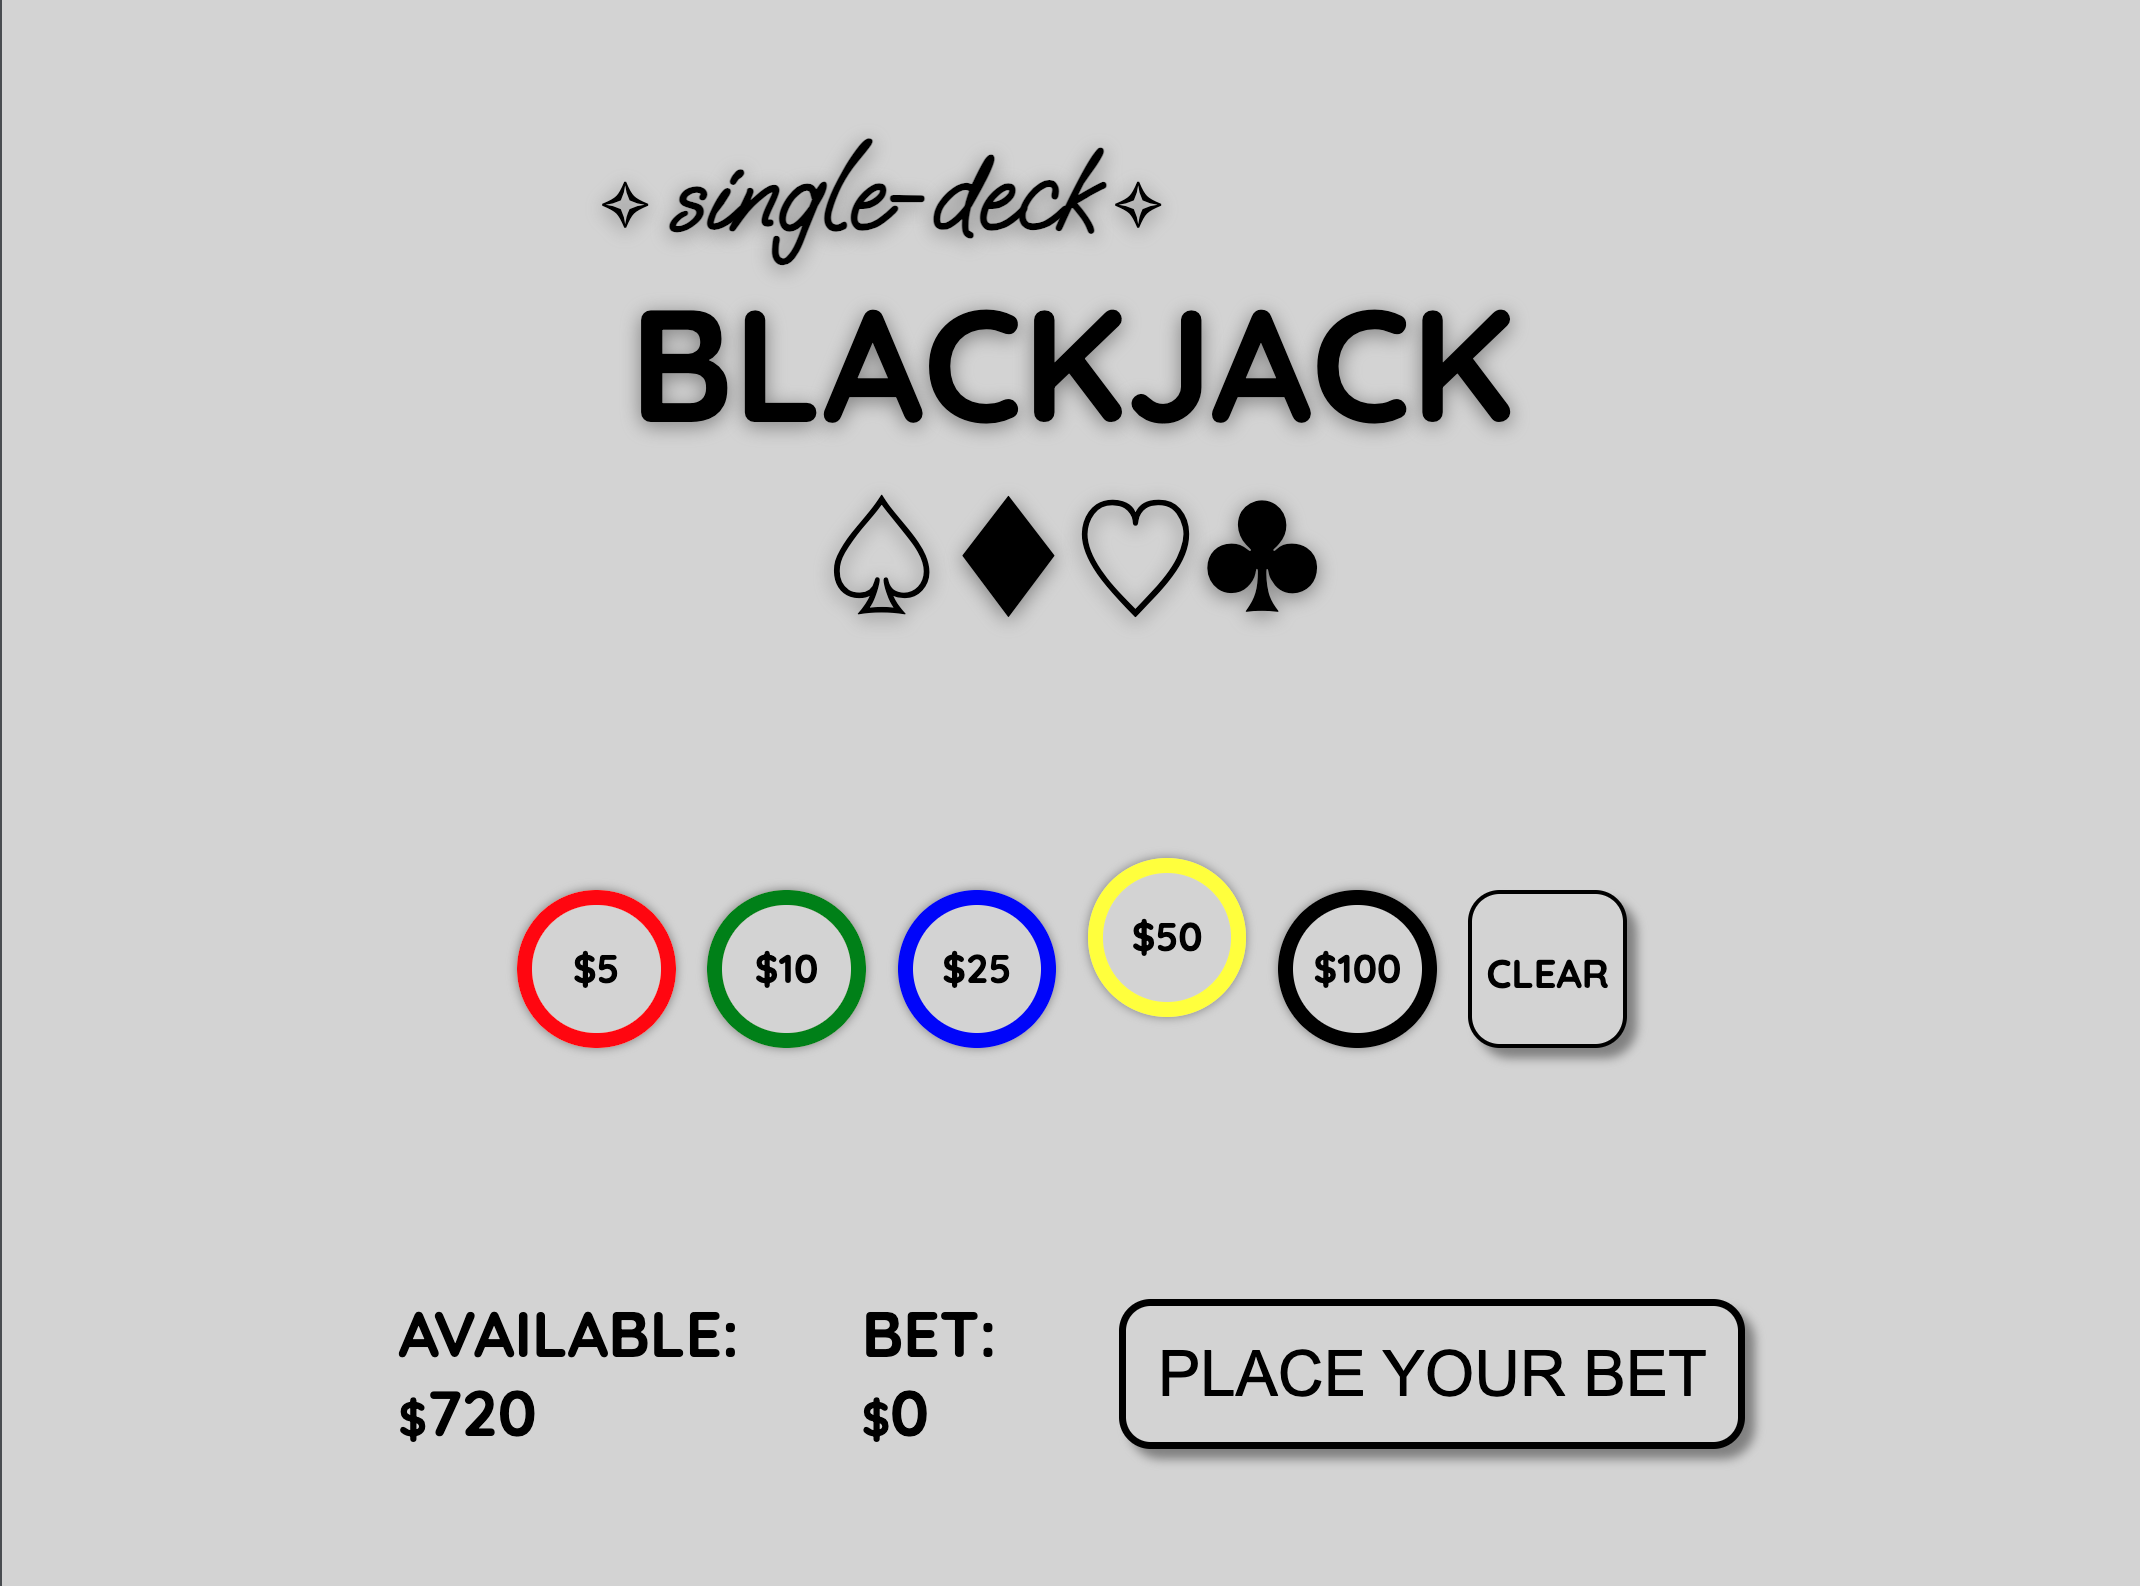 ✧ single-deck ✧
BLACKJACK
♤♦♡♣
$5 $10 $25 $50 $100 CLEAR
AVAILABLE: BET:
$720 $0
PLACE YOUR BET